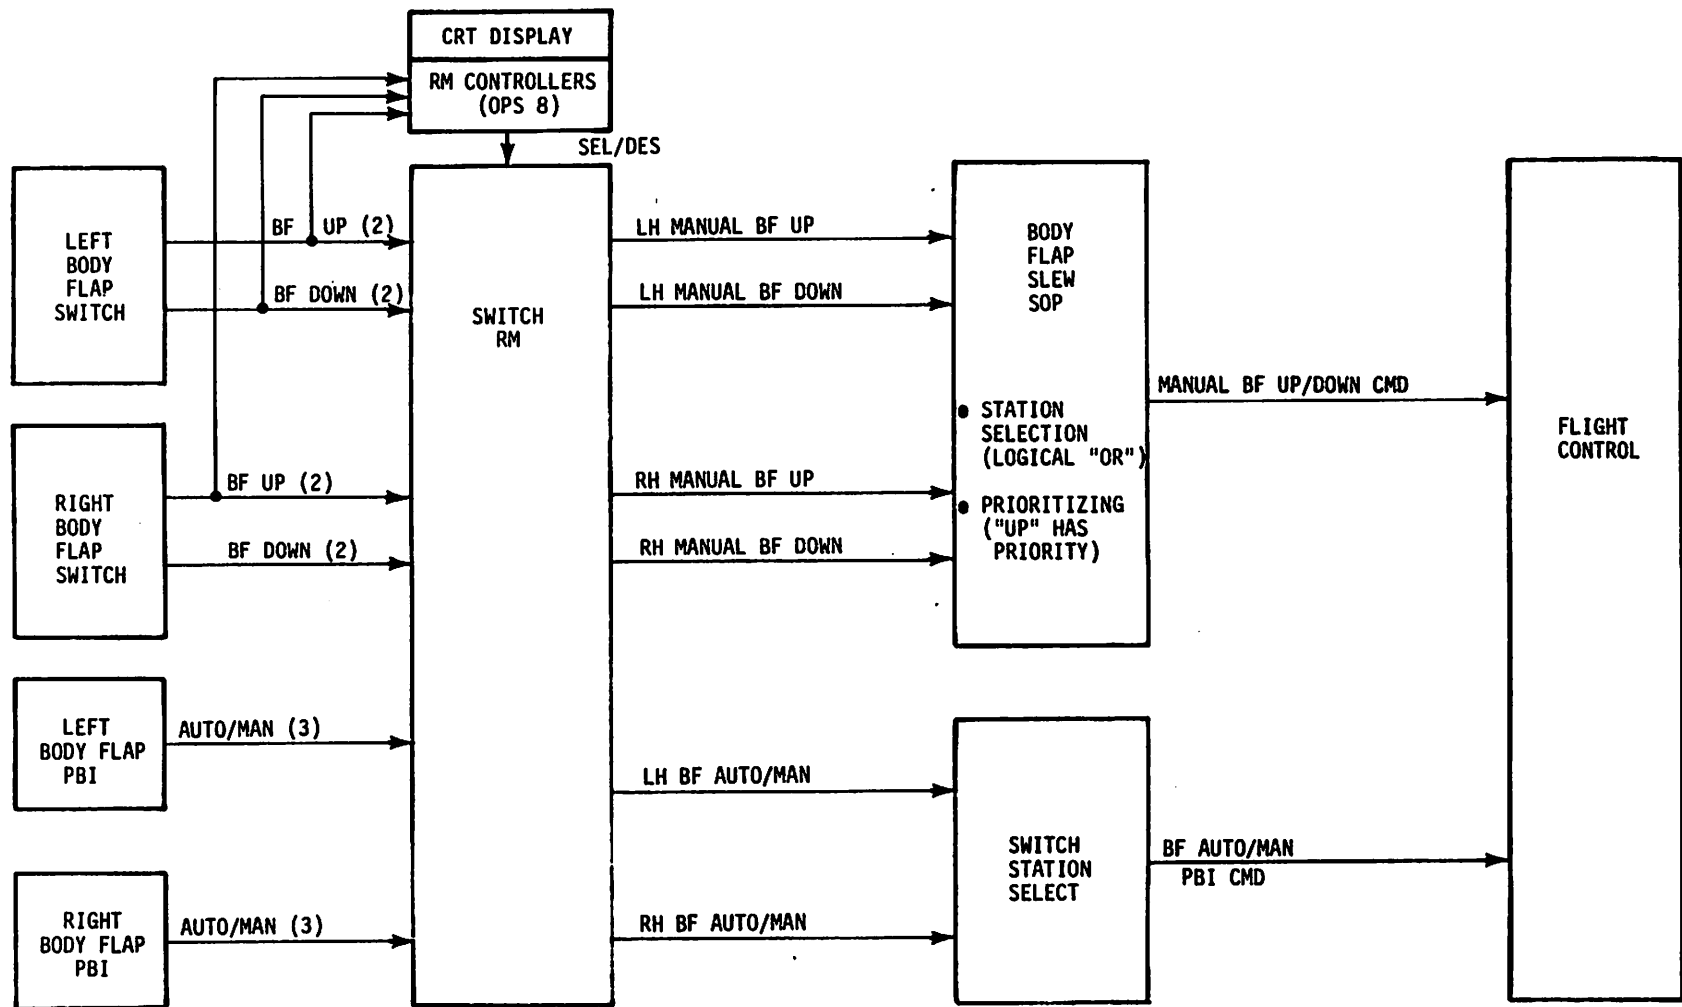 CRT DISPLAY
RM CONTROLLERS
(OPS 8)
SEL/DES
LEFT
BODY
FLAP
SWITCH
BF UP (2)
BF DOWN (2)
RIGHT
BODY
FLAP
SWITCH
BF UP (2)
BF DOWN (2)
LEFT
BODY FLAP
PBI
AUTO/MAN (3)
RIGHT
BODY FLAP
PBI
AUTO/MAN (3)
SWITCH
RM
LH MANUAL BF UP
LH MANUAL BF DOWN
RH MANUAL BF UP
RH MANUAL BF DOWN
LH BF AUTO/MAN
RH BF AUTO/MAN
BODY
FLAP
SLEW
SOP
• STATION
SELECTION
(LOGICAL "OR")
• PRIORITIZING
("UP" HAS
PRIORITY)
SWITCH
STATION
SELECT
MANUAL BF UP/DOWN CMD
BF AUTO/MAN
PBI CMD
FLIGHT
CONTROL